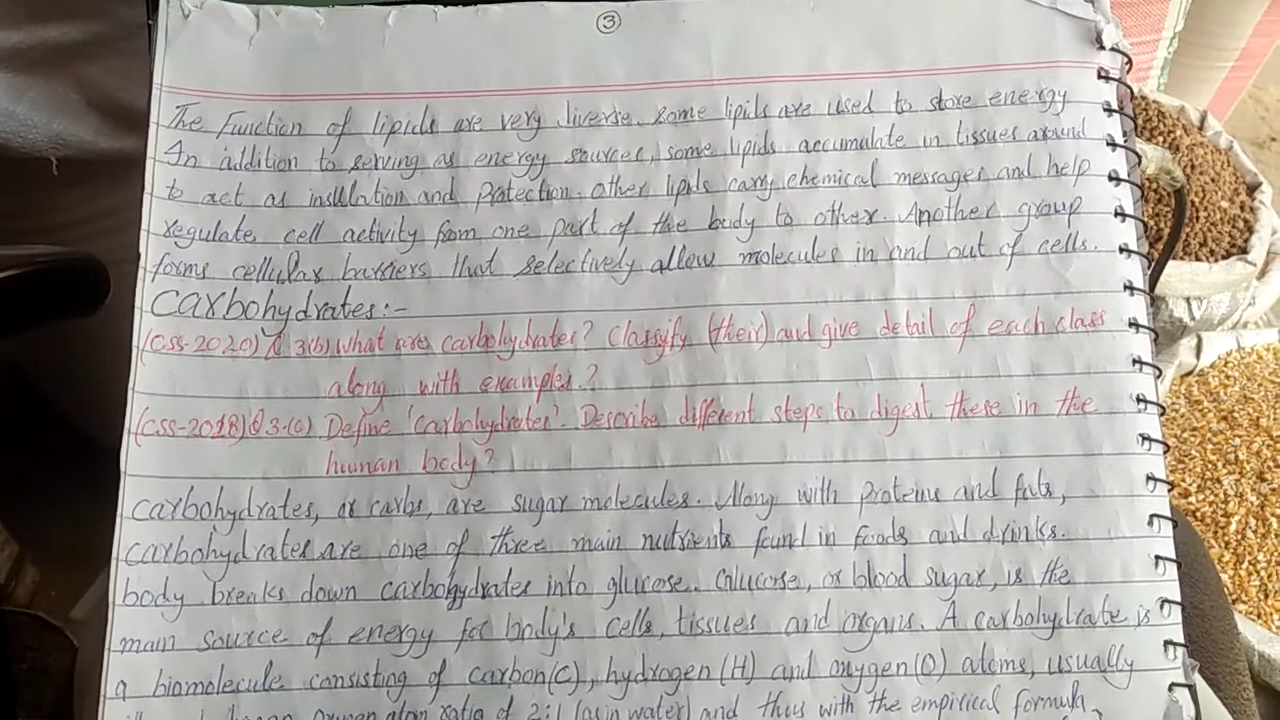 3
The Function of lipids are very diverse. Some lipids are used to store energy
In addition to serving as energy sources, some lipids accumulate in tissues around
to act as insulation and protection. other lipids carry chemical messages and help
regulate cell activity from one part of the body to other. Another group
forms cellular barriers that selectively allow molecules in and out of cells.
Carbohydrates:-
(CSS-2020) Q 3(b) what are carbohydrates? Classify (their) and give detail of each class
along with examples.?
(CSS-2018) Q3.(c) Define 'Carbohydrates'. Describe different steps to digest these in the
human body?
carbohydrates, or carbs, are sugar molecules. Along with proteins and fats,
carbohydrates are one of three main nutrients found in foods and drinks.
body breaks down carbohydrates into glucose. Glucose, or blood sugar, is the
main source of energy for body's cells, tissues and organs. A carbohydrate is
a biomolecule consisting of carbon(C), hydrogen (H) and oxygen(O) atoms, usually
oxygen atom ratio of 2:1 (as in water) and thus with the empirical formula